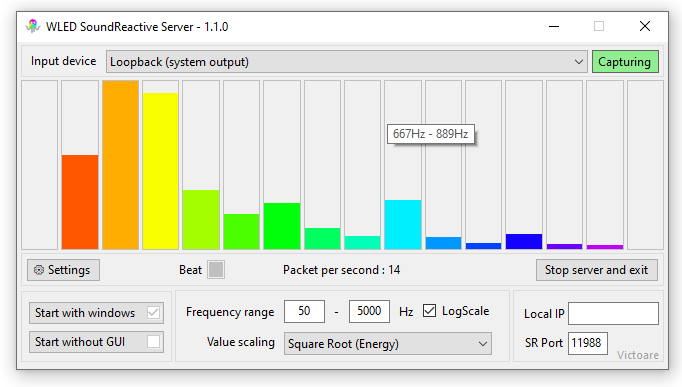 WLED SoundReactive Server - 1.1.0
Input device Loopback (system output) Capturing
667Hz - 889Hz
Settings Beat Packet per second : 14 Stop server and exit
Start with windows
Start without GUI
Frequency range 50 - 5000 Hz LogScale
Value scaling Square Root (Energy)
Local IP
SR Port 11988
Victoare